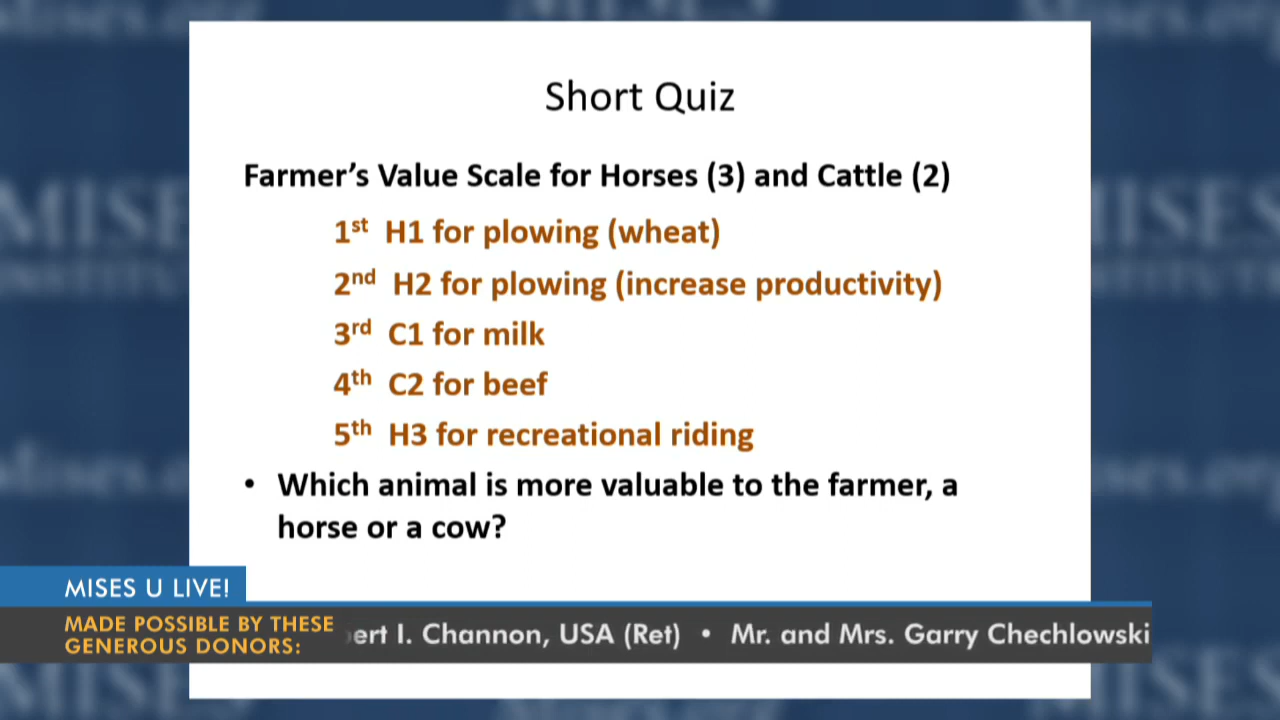 Short Quiz
Farmer's Value Scale for Horses (3) and Cattle (2)
1st H1 for plowing (wheat)
2nd H2 for plowing (increase productivity)
3rd C1 for milk
4th C2 for beef
5th H3 for recreational riding
• Which animal is more valuable to the farmer, a
horse or a cow?
MISES U LIVE!
MADE POSSIBLE BY THESE
GENEROUS DONORS:
I. Channon, USA (Ret) • Mr. and Mrs. Garry Chechlowski